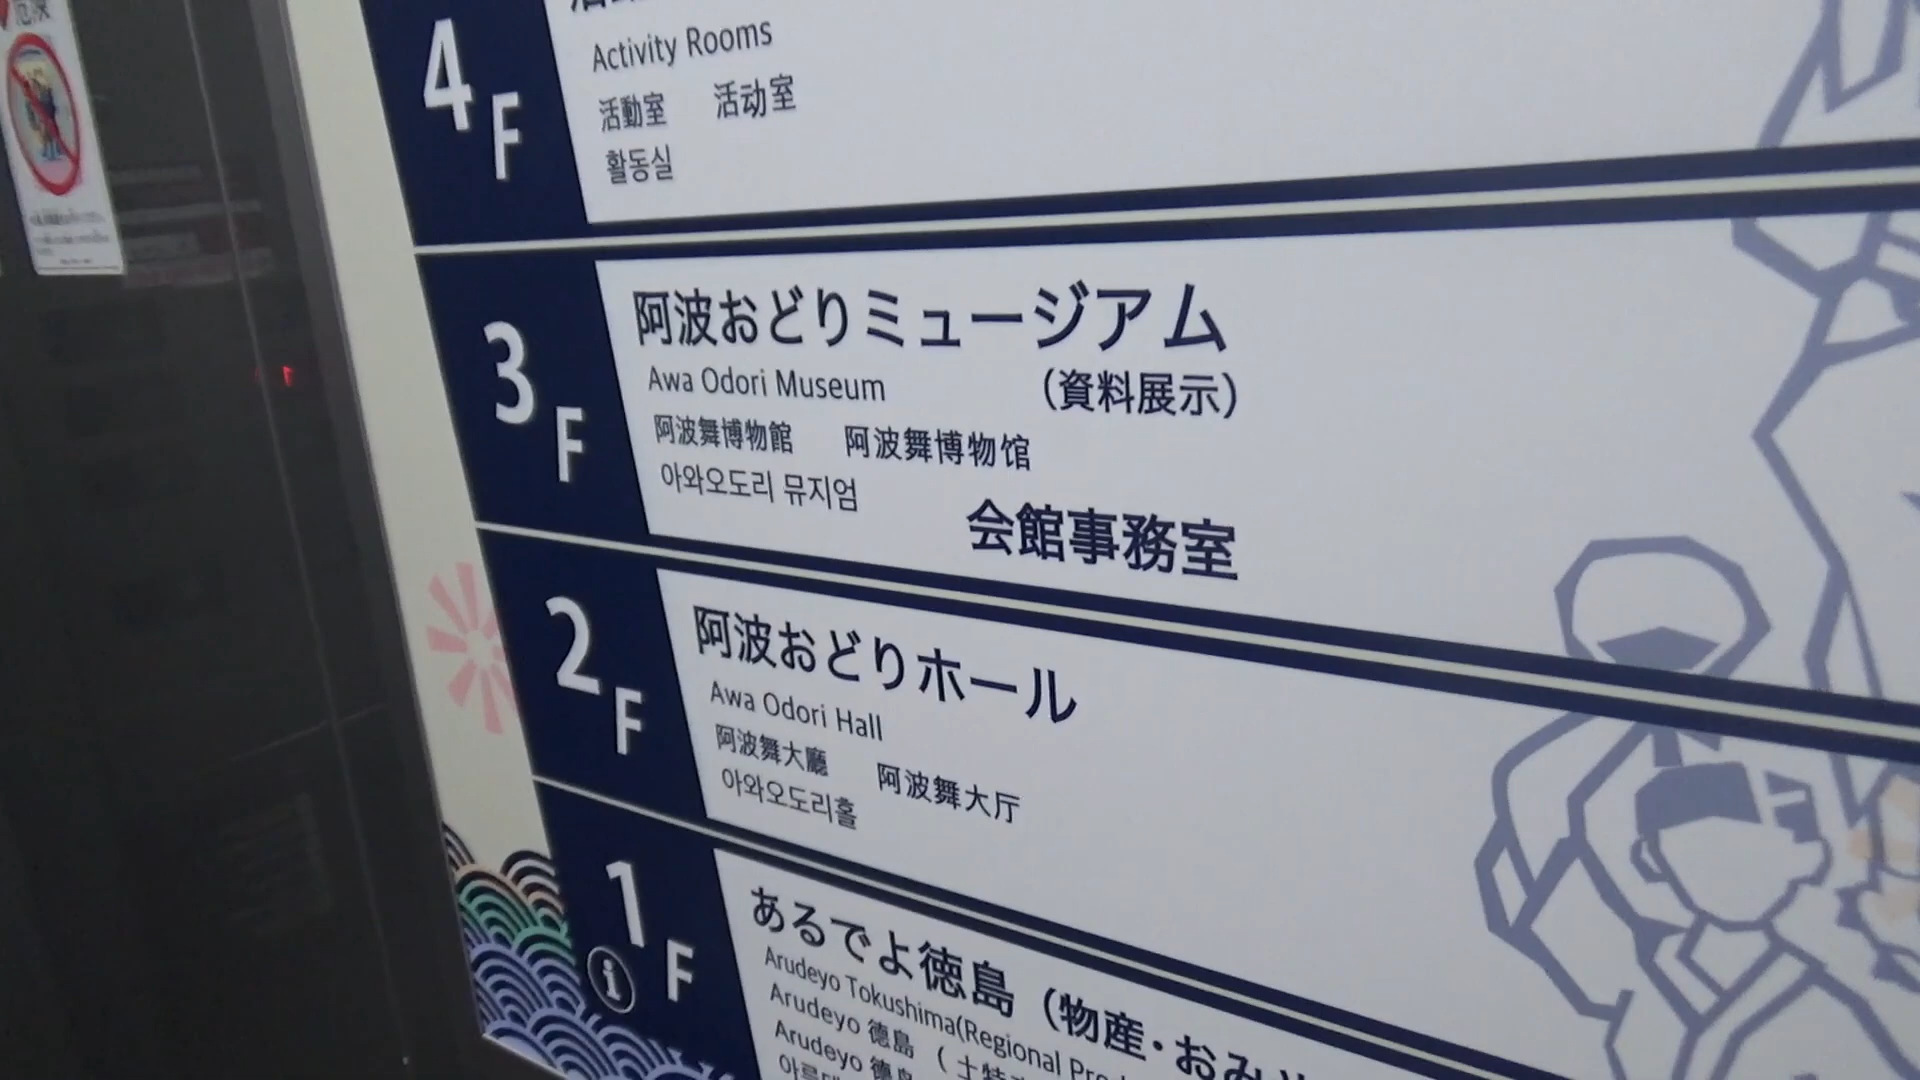 危険
4F
Activity Rooms
活動室 活动室
활동실
3F
阿波おどりミュージアム
Awa Odori Museum (資料展示)
阿波舞博物館 阿波舞博物馆
아와오도리 뮤지엄
会館事務室
2F
阿波おどりホール
Awa Odori Hall
阿波舞大廳 阿波舞大厅
아와오도리홀
1F
i
あるでよ徳島(物産・おみ
Arudeyo Tokushima(Regional
Arudeyo 德島 (土特
Arudeyo 德岛